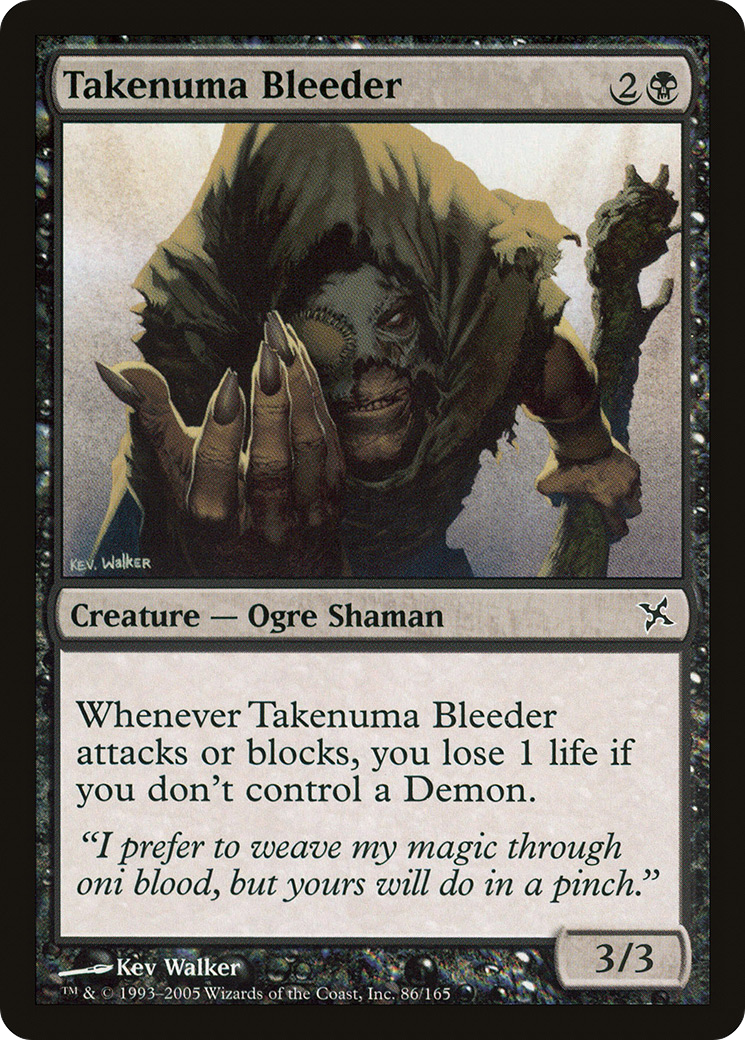 Takenuma Bleeder 2
KEV. WALKER
Creature — Ogre Shaman
Whenever Takenuma Bleeder
attacks or blocks, you lose 1 life if
you don't control a Demon.
“I prefer to weave my magic through
oni blood, but yours will do in a pinch.”
3/3
Kev Walker
™ & © 1993–2005 Wizards of the Coast, Inc. 86/165